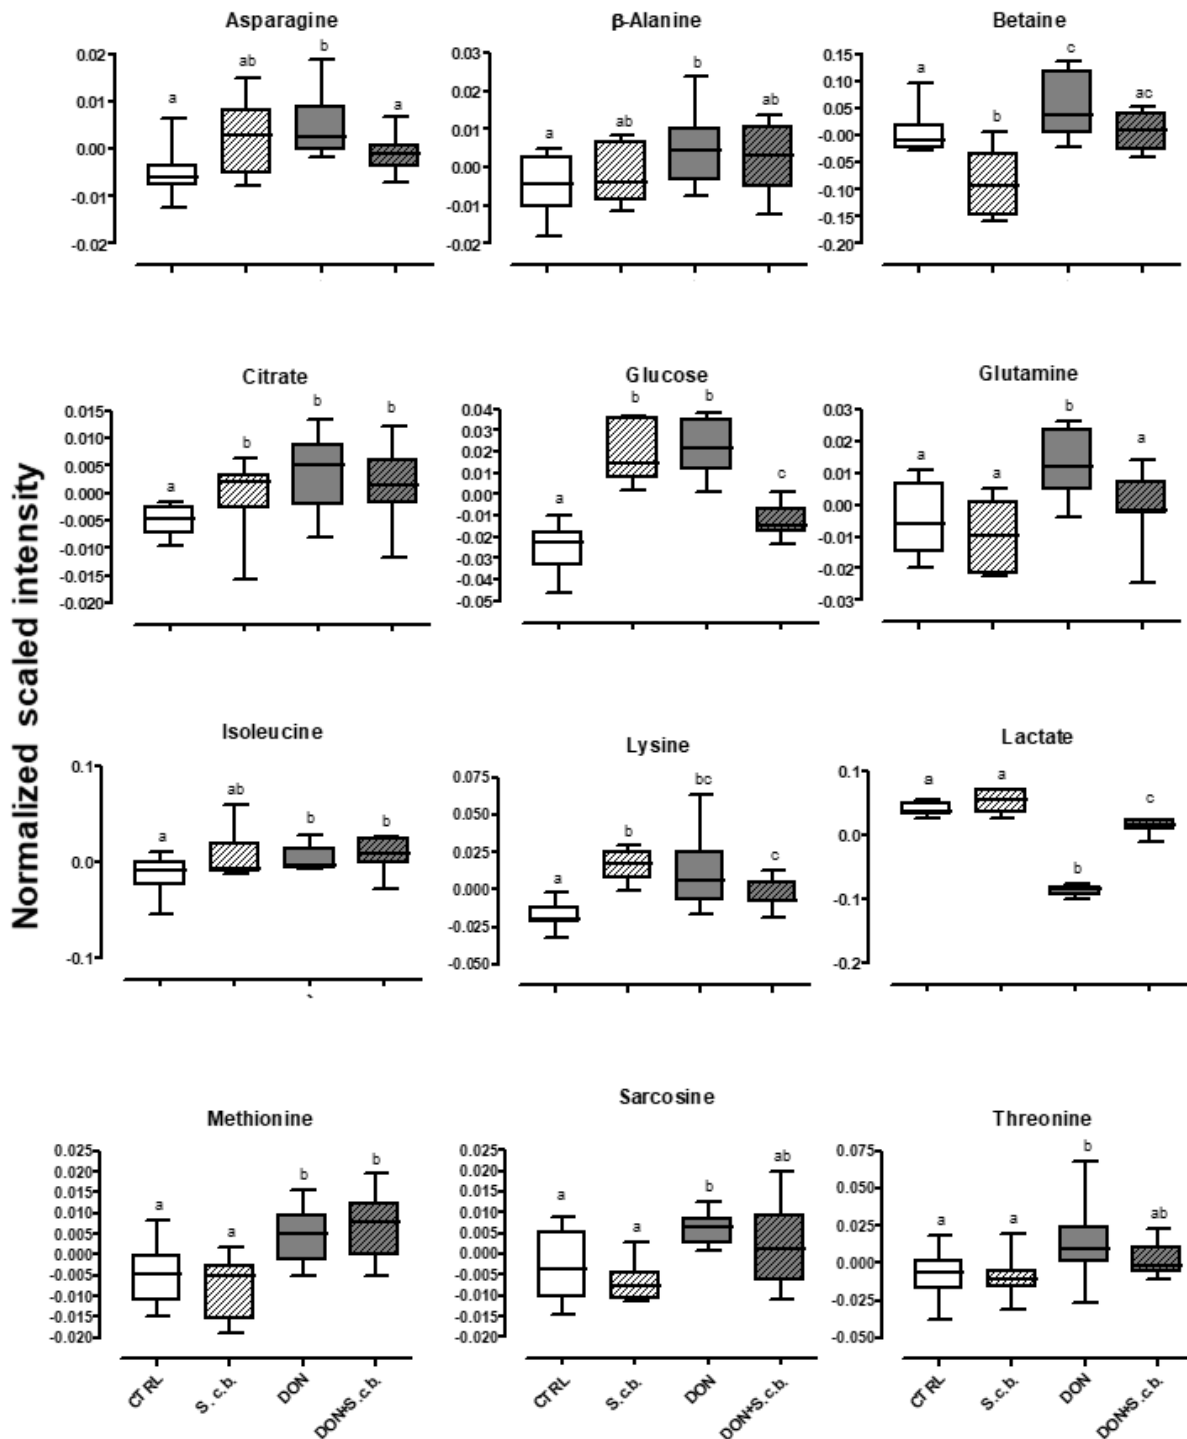 Asparagine
a
ab
b
a
0.02
0.01
0.00
-0.01
-0.02
β-Alanine
a
ab
b
ab
0.03
0.02
0.01
0.00
-0.01
-0.02
Betaine
a
b
c
ac
0.15
0.10
0.05
-0.00
-0.05
-0.10
-0.15
-0.20
Normalized scaled intensity
Citrate
a
b
b
b
0.015
0.010
0.005
0.000
-0.005
-0.010
-0.015
-0.020
Glucose
a
b
b
c
0.04
0.03
0.02
0.01
0.00
-0.01
-0.02
-0.03
-0.04
-0.05
Glutamine
a
a
b
a
0.03
0.02
0.01
0.00
-0.01
-0.02
-0.03
Isoleucine
a
ab
b
b
0.1
0.0
-0.1
Lysine
a
b
bc
c
0.075
0.050
0.025
0.000
-0.025
-0.050
Lactate
a
a
b
c
0.1
0.0
-0.1
-0.2
Methionine
a
a
b
b
0.025
0.020
0.015
0.010
0.005
0.000
-0.005
-0.010
-0.015
-0.020
Sarcosine
a
a
b
ab
0.025
0.020
0.015
0.010
0.005
0.000
-0.005
-0.010
-0.015
-0.020
Threonine
a
a
b
ab
0.075
0.050
0.025
0.000
-0.025
-0.050
CTRL
S.c.b.
DON
DON+S.c.b.
CTRL
S.c.b.
DON
DON+S.c.b.
CTRL
S.c.b.
DON
DON+S.c.b.